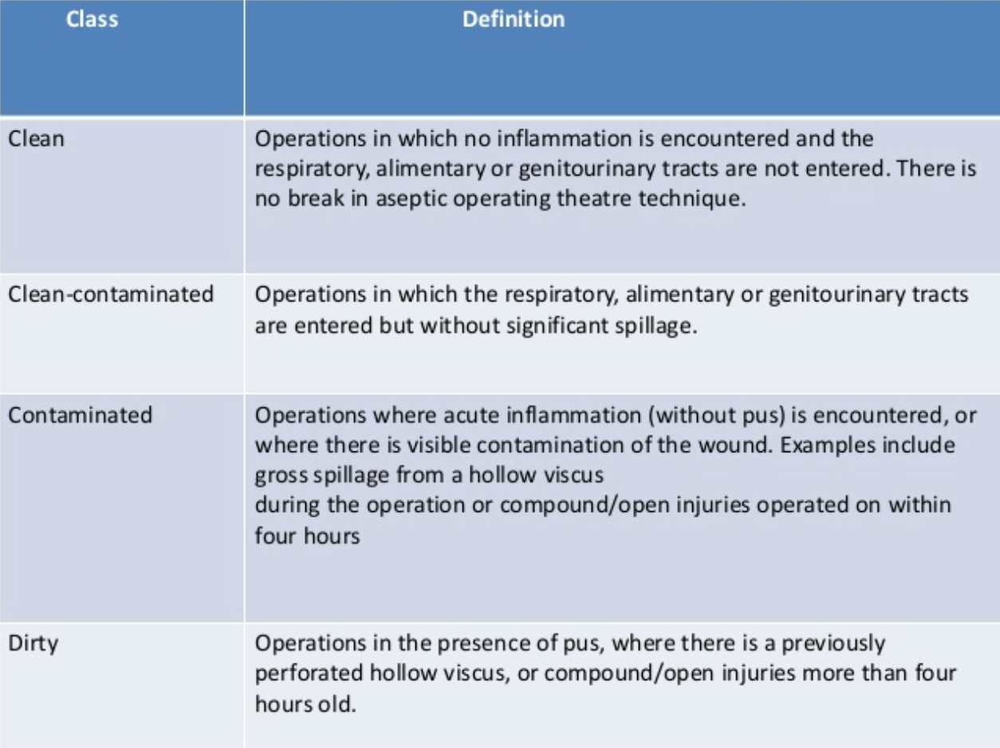 Class
Definition
Clean
Operations in which no inflammation is encountered and the
respiratory, alimentary or genitourinary tracts are not entered. There is
no break in aseptic operating theatre technique.
Clean-contaminated
Operations in which the respiratory, alimentary or genitourinary tracts
are entered but without significant spillage.
Contaminated
Operations where acute inflammation (without pus) is encountered, or
where there is visible contamination of the wound. Examples include
gross spillage from a hollow viscus
during the operation or compound/open injuries operated on within
four hours
Dirty
Operations in the presence of pus, where there is a previously
perforated hollow viscus, or compound/open injuries more than four
hours old.